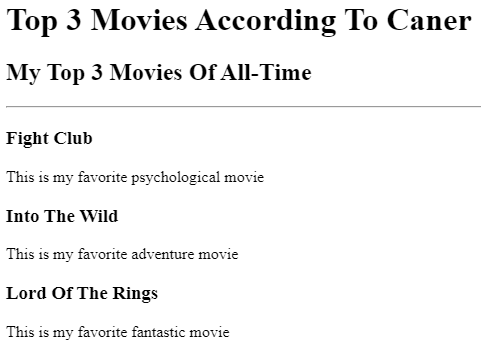 Top 3 Movies According To Caner
My Top 3 Movies Of All-Time
Fight Club
This is my favorite psychological movie
Into The Wild
This is my favorite adventure movie
Lord Of The Rings
This is my favorite fantastic movie